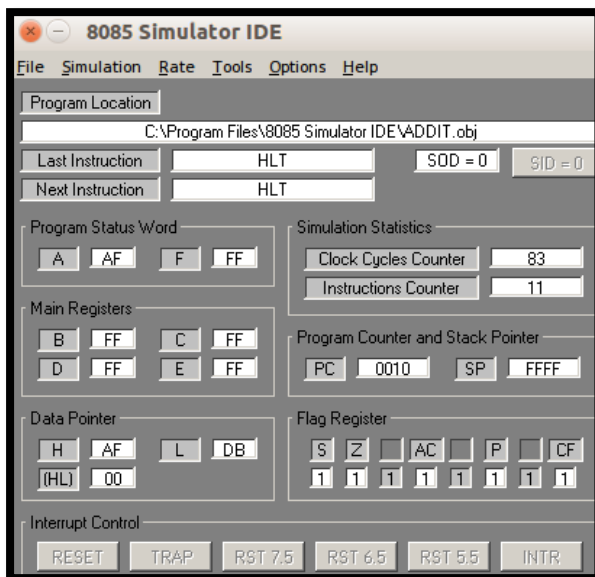 8085 Simulator IDE
File Simulation Rate Tools Options Help
Program Location
C:\Program Files\8085 Simulator IDE\ADDIT.obj
Last Instruction HLT SOD = 0 SID = 0
Next Instruction HLT
Program Status Word
A AF F FF
Simulation Statistics
Clock Cycles Counter 83
Instructions Counter 11
Main Registers
B FF C FF
D FF E FF
Program Counter and Stack Pointer
PC 0010 SP FFFF
Data Pointer
H AF L DB
(HL) 00
Flag Register
S Z AC P CF
1 1 1 1 1 1 1 1
Interrupt Control
RESET TRAP RST 7.5 RST 6.5 RST 5.5 INTR